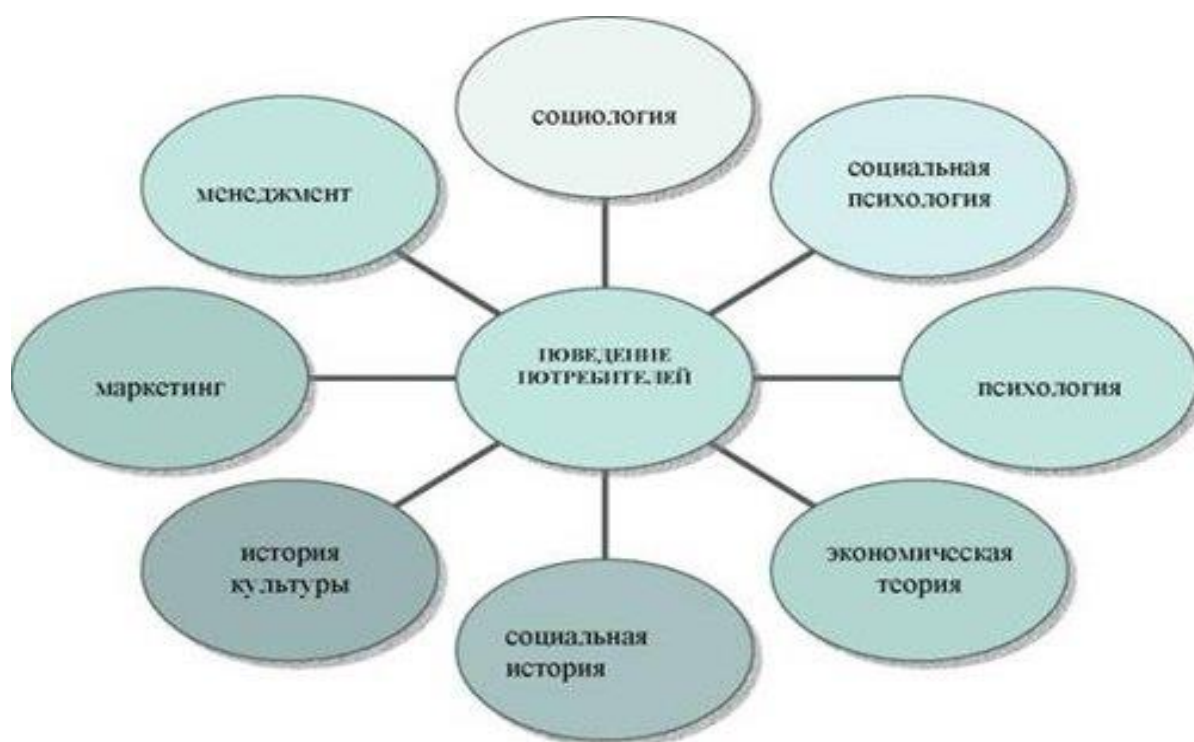 социология
социальная
психология
менеджмент
ПОВЕДЕНИЕ
ПОТРЕБИТЕЛЕЙ
маркетинг
психология
история
культуры
экономическая
теория
социальная
история